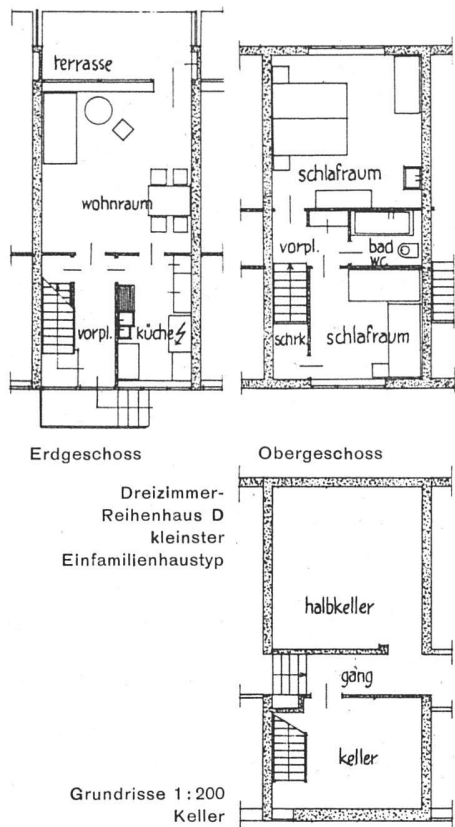 terrasse
wohnraum
vorpl.
küche
schlafraum
vorpl.
bad
wc
schrk.
schlafraum
Erdgeschoss
Obergeschoss
Dreizimmer-
Reihenhaus D
kleinster
Einfamilienhaustyp
halbkeller
gang
keller
Grundrisse 1:200
Keller